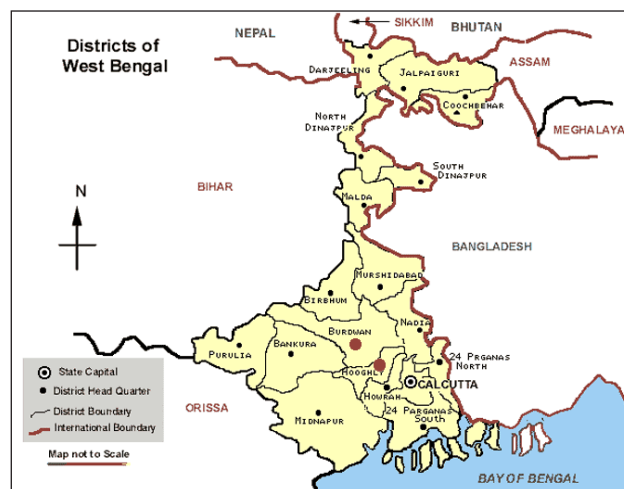 Districts of
West Bengal
NEPAL
SIKKIM
BHUTAN
ASSAM
DARJEELING
JALPAIGURI
COOCHBEHAR
NORTH
DINAJPUR
MEGHALAYA
SOUTH
DINAJPUR
BIHAR
MALDA
N
BANGLADESH
MURSHIDABAD
BIRBHUM
BURDWAN
NADIA
PURULIA
BANKURA
24 PRGANAS
NORTH
HOOGHLY
CALCUTTA
HOWRAH
ORISSA
MIDNAPUR
24 PARGANAS
SOUTH
State Capital
District Head Quarter
District Boundary
International Boundary
Map not to Scale
BAY OF BENGAL